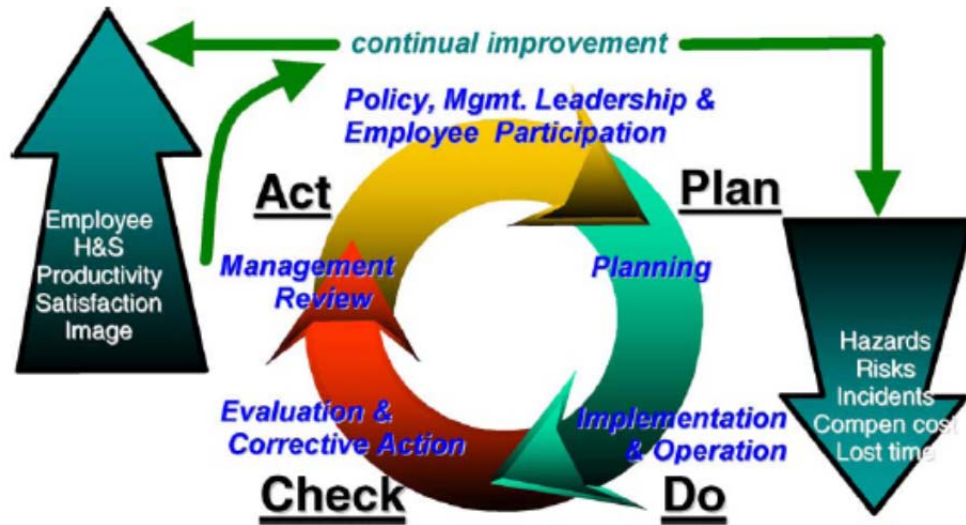 continual improvement
Policy, Mgmt. Leadership &
Employee Participation
Act
Plan
Employee
H&S
Productivity
Satisfaction
Image
Management
Review
Planning
Hazards
Risks
Incidents
Compen cost
Lost time
Evaluation &
Corrective Action
Implementation
& Operation
Check
Do